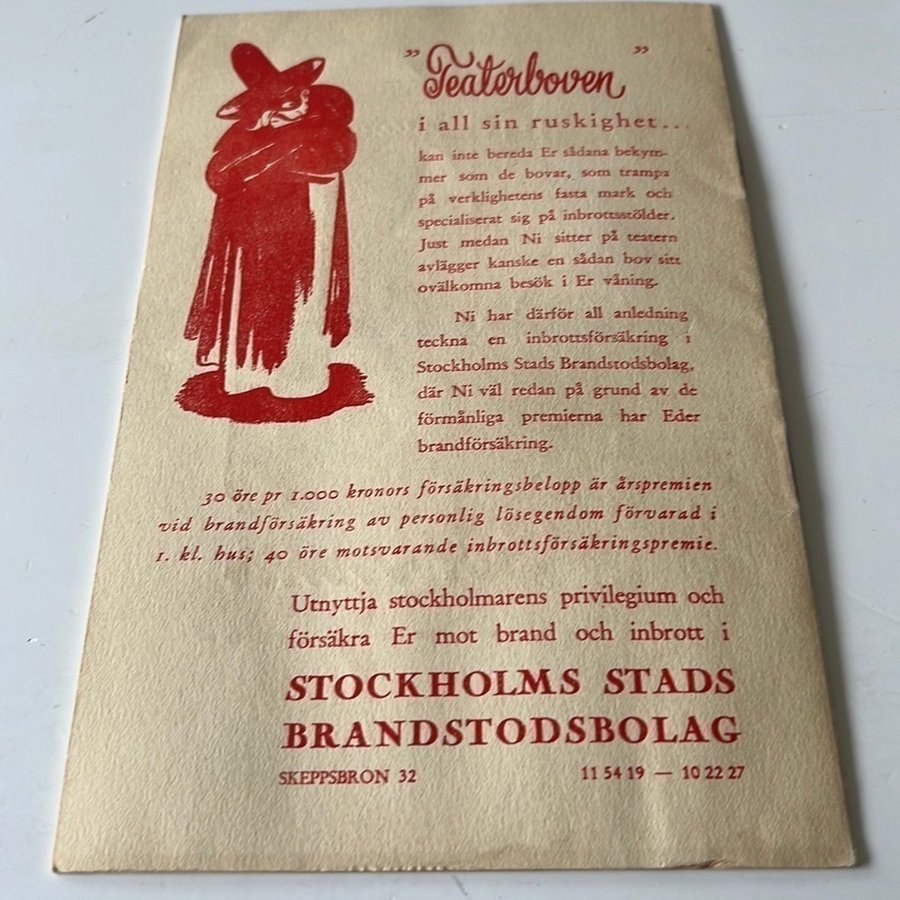 "Teaterboven"
i all sin ruskighet...
kan inte bereda Er sådana bekym-
mer som de bovar, som trampa
på verklighetens fasta mark och
specialiserat sig på inbrottsstölder.
Just medan Ni sitter på teatern
avlägger kanske en sådan bov sitt
ovälkomna besök i Er våning.
Ni har därför all anledning
teckna en inbrottsförsäkring i
Stockholms Stads Brandstodsbolag,
där Ni väl redan på grund av de
förmånliga premierna har Eder
brandförsäkring.
30 öre pr 1.000 kronors försäkringsbelopp är årspremien
vid brandförsäkring av personlig lösegendom förvarad i
1. kl. hus; 40 öre motsvarande inbrottsförsäkringspremie.
Utnyttja stockholmarens privilegium och
försäkra Er mot brand och inbrott i
STOCKHOLMS STADS
BRANDSTODSBOLAG
SKEPPSBRON 32 11 54 19 — 10 22 27